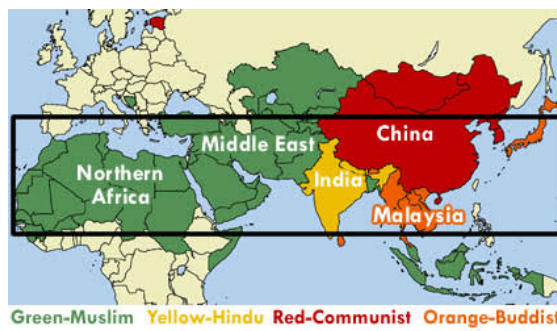 China
Middle East
Northern
Africa
India
Malaysia
Green-Muslim Yellow-Hindu Red-Communist Orange-Buddist